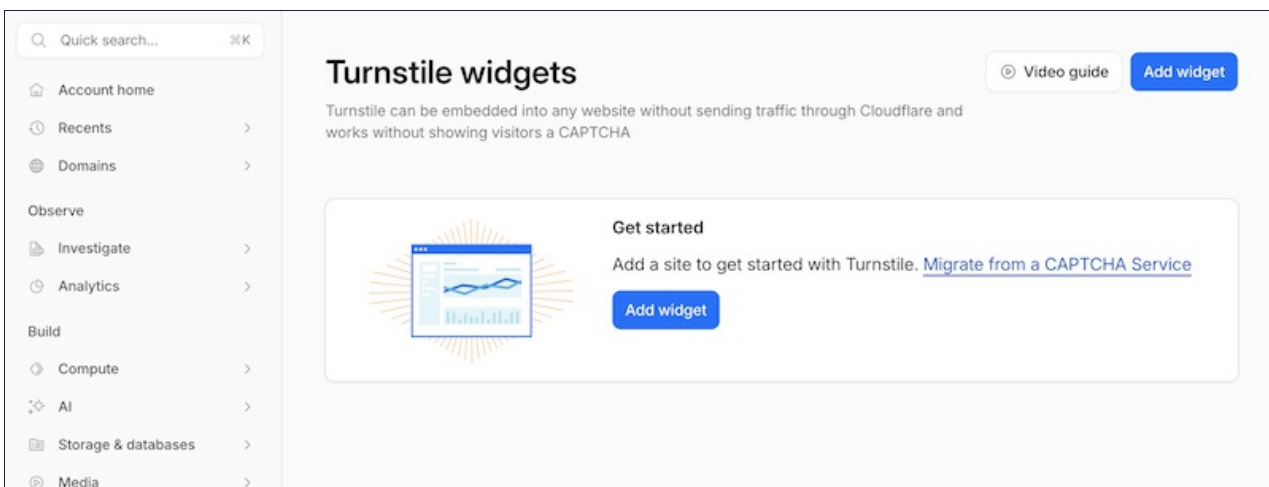 Quick search... ⌘K
Account home
Recents
Domains
Observe
Investigate
Analytics
Build
Compute
AI
Storage & databases
Media
Turnstile widgets
Video guide
Add widget
Turnstile can be embedded into any website without sending traffic through Cloudflare and
works without showing visitors a CAPTCHA
Get started
Add a site to get started with Turnstile. Migrate from a CAPTCHA Service
Add widget